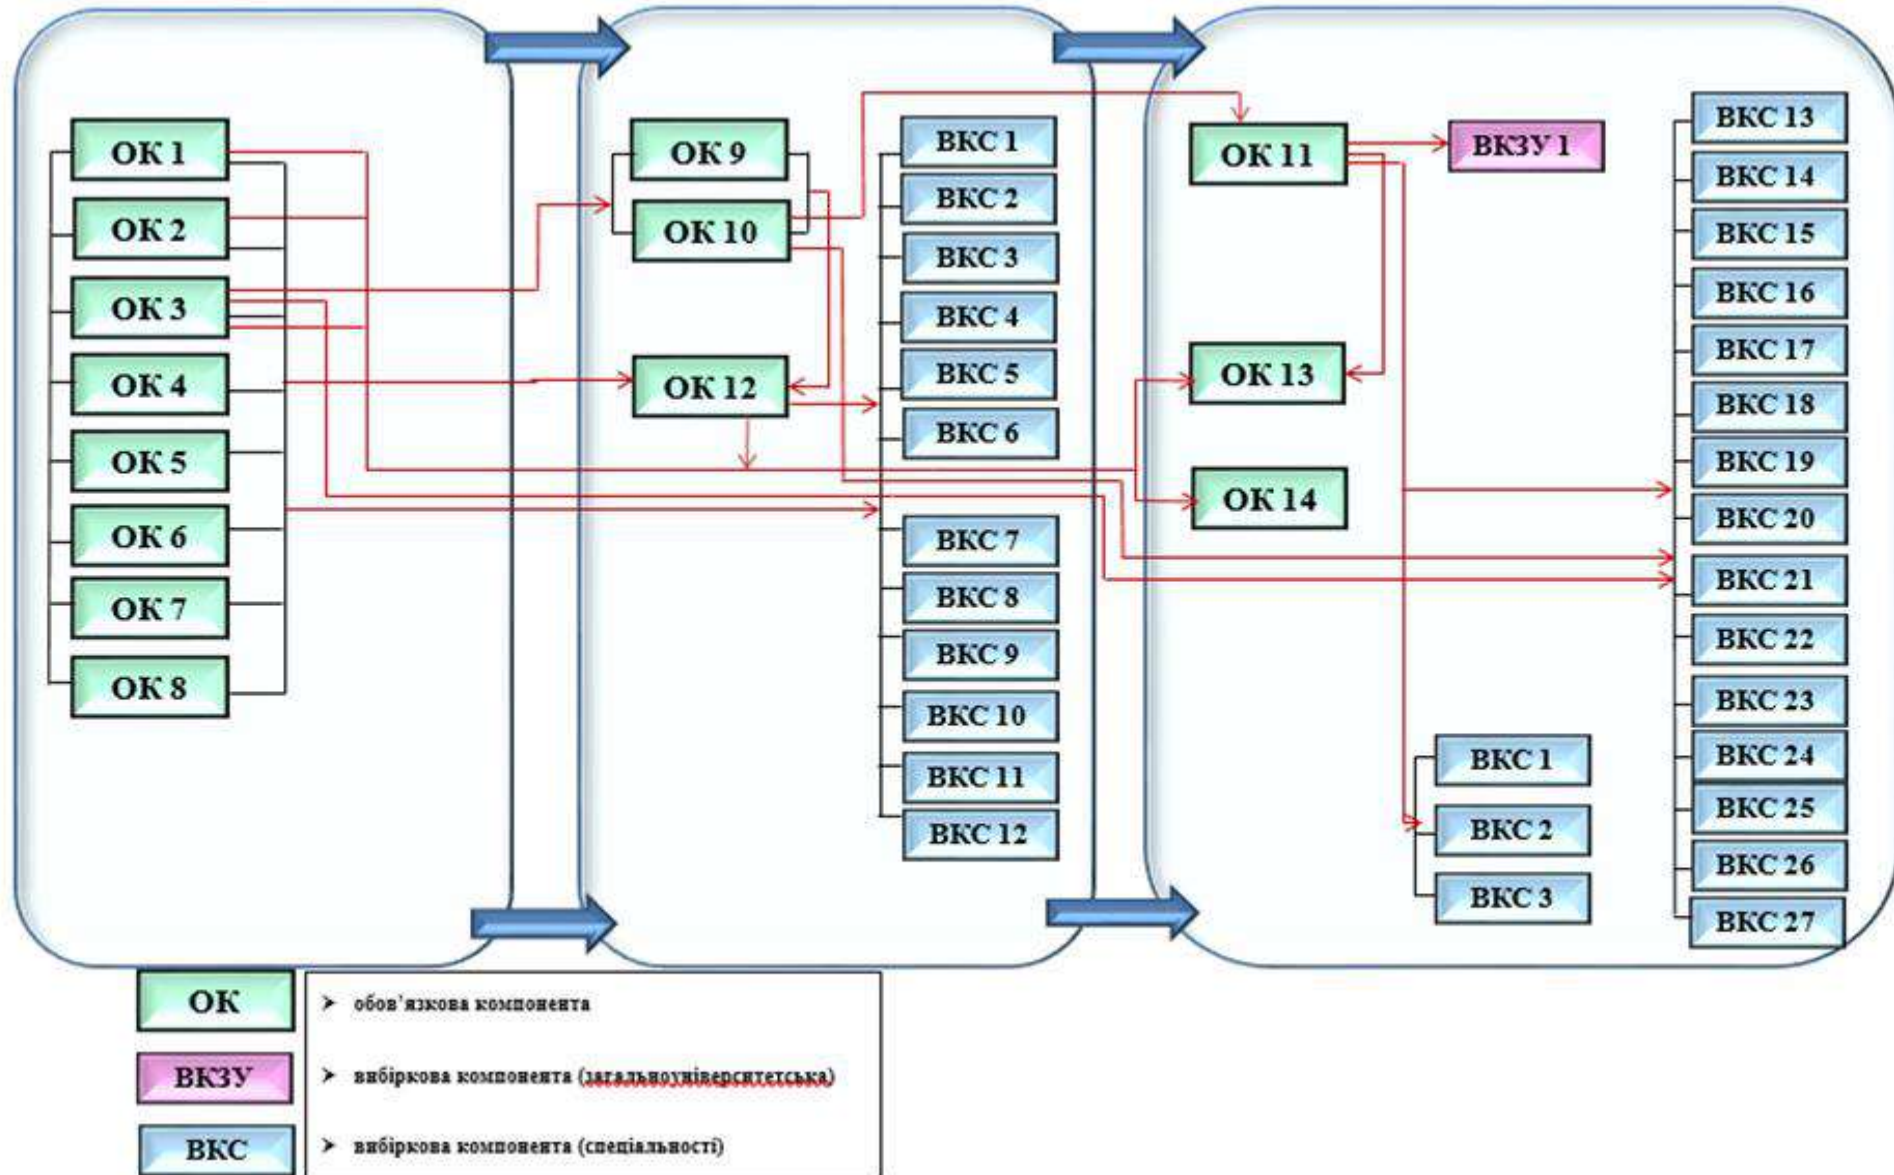 ОК 1
ОК 2
ОК 3
ОК 4
ОК 5
ОК 6
ОК 7
ОК 8
ОК 9
ОК 10
ОК 12
ВКС 1
ВКС 2
ВКС 3
ВКС 4
ВКС 5
ВКС 6
ВКС 7
ВКС 8
ВКС 9
ВКС 10
ВКС 11
ВКС 12
ОК 11
ВКЗУ 1
ОК 13
ОК 14
ВКС 1
ВКС 2
ВКС 3
ВКС 13
ВКС 14
ВКС 15
ВКС 16
ВКС 17
ВКС 18
ВКС 19
ВКС 20
ВКС 21
ВКС 22
ВКС 23
ВКС 24
ВКС 25
ВКС 26
ВКС 27
ОК ➢ обов’язкова компонента
ВКЗУ ➢ вибіркова компонента (загальноуніверситетська)
ВКС ➢ вибіркова компонента (спеціальності)